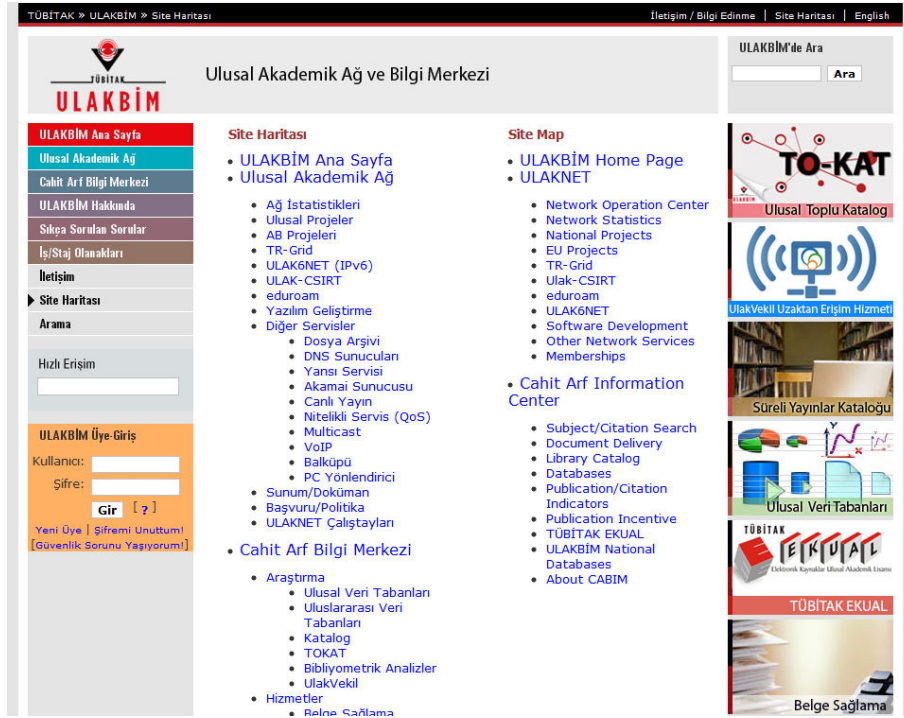 TÜBİTAK » ULAKBİM » Site Haritası
İletişim / Bilgi Edinme | Site Haritası | English
TÜBİTAK
ULAKBİM
Ulusal Akademik Ağ ve Bilgi Merkezi
ULAKBİM'de Ara
Ara
ULAKBİM Ana Sayfa
Ulusal Akademik Ağ
Cahit Arf Bilgi Merkezi
ULAKBİM Hakkında
Sıkça Sorulan Sorular
İş/Staj Olanakları
İletişim
Site Haritası
Arama
Hızlı Erişim
ULAKBİM Üye-Giriş
Kullanıcı:
Şifre:
Gir [ ? ]
Yeni Üye | Şifremi Unuttum!
[Güvenlik Sorunu Yaşıyorum!]
Site Haritası
• ULAKBİM Ana Sayfa
• Ulusal Akademik Ağ
• Ağ İstatistikleri
• Ulusal Projeler
• AB Projeleri
• TR-Grid
• ULAK6NET (IPv6)
• ULAK-CSIRT
• eduroam
• Yazılım Geliştirme
• Diğer Servisler
• Dosya Arşivi
• DNS Sunucuları
• Yansı Servisi
• Akamai Sunucusu
• Canlı Yayın
• Nitelikli Servis (QoS)
• Multicast
• VoIP
• Balküpü
• PC Yönlendirici
• Sunum/Doküman
• Başvuru/Politika
• ULAKNET Çalıştayları
• Cahit Arf Bilgi Merkezi
• Araştırma
• Ulusal Veri Tabanları
• Uluslararası Veri
Tabanları
• Katalog
• TOKAT
• Bibliyometrik Analizler
• UlakVekil
• Hizmetler
• Belge Sağlama
Site Map
• ULAKBİM Home Page
• ULAKNET
• Network Operation Center
• Network Statistics
• National Projects
• EU Projects
• TR-Grid
• Ulak-CSIRT
• eduroam
• ULAK6NET
• Software Development
• Other Network Services
• Memberships
• Cahit Arf Information
Center
• Subject/Citation Search
• Document Delivery
• Library Catalog
• Databases
• Publication/Citation
Indicators
• Publication Incentive
• TÜBİTAK EKUAL
• ULAKBİM National
Databases
• About CABIM
TO-KAT
ULAKBİM
Ulusal Toplu Katalog
UlakVekil Uzaktan Erişim Hizmeti
Süreli Yayınlar Kataloğu
Y
X
Ulusal Veri Tabanları
TÜBİTAK
EKUAL
Elektronik Kaynaklar Ulusal Akademik Lisansı
TÜBİTAK EKUAL
Belge Sağlama